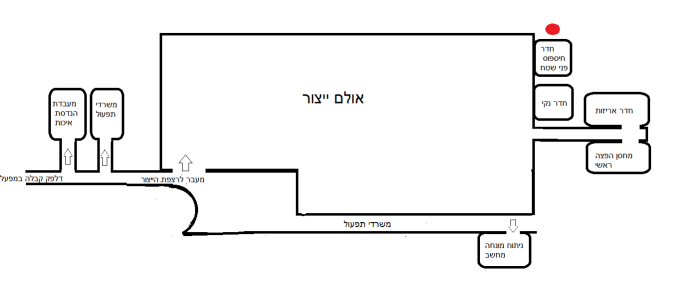 חדר
חיספוס
פני שטח
אולם ייצור
חדר נקי
חדר אריזות
מעבדת
הנדסת
איכות
משרדי
תפעול
מחסן הפצה
ראשי
דלפק קבלה במפעל
מעבר לרצפת הייצור
משרדי תפעול
ניתוח מונחה
מחשב